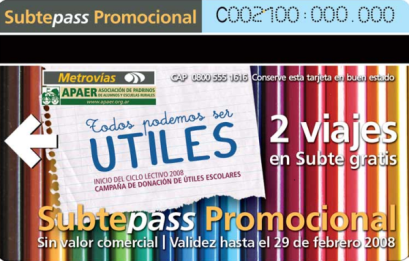 Subtepass Promocional C002100:000.000
Metrovías CAP 0800 555 1616 Conserve esta tarjeta en buen estado
APAER ASOCIACIÓN DE PADRINOS
DE ALUMNOS Y ESCUELAS RURALES
www.apaer.org.ar
Todos podemos ser
UTILES
INICIO DEL CICLO LECTIVO 2008
CAMPAÑA DE DONACIÓN DE ÚTILES ESCOLARES
2 viajes
en Subte gratis
Subtepass Promocional
Sin valor comercial | Validez hasta el 29 de febrero 2008